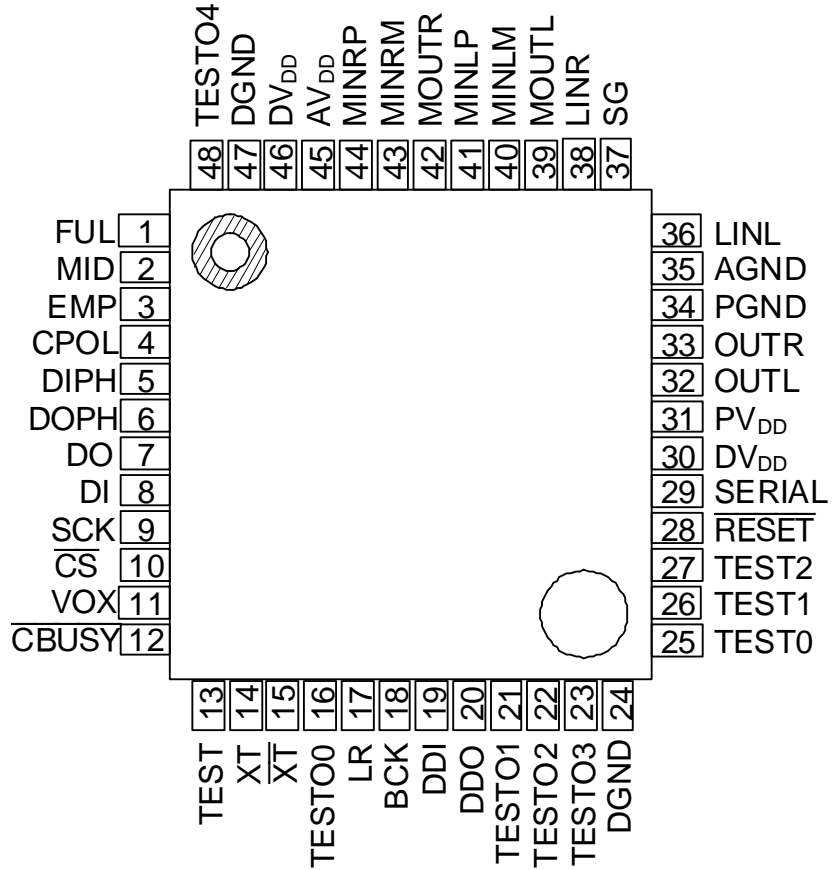 TESTO4
DGND
DVDD
AVDD
MINRP
MINRM
MOUTR
MINLP
MINLM
MOUTL
LINR
SG
48
47
46
45
44
43
42
41
40
39
38
37
FUL 1
MID 2
EMP 3
CPOL 4
DIPH 5
DOPH 6
DO 7
DI 8
SCK 9
C̅S̅ 10
VOX 11
C̅B̅U̅S̅Y̅ 12
36 LINL
35 AGND
34 PGND
33 OUTR
32 OUTL
31 PVDD
30 DVDD
29 SERIAL
28 R̅E̅S̅E̅T̅
27 TEST2
26 TEST1
25 TEST0
13
14
15
16
17
18
19
20
21
22
23
24
TEST
XT
X̅T̅
TESTO0
LR
BCK
DDI
DDO
TESTO1
TESTO2
TESTO3
DGND